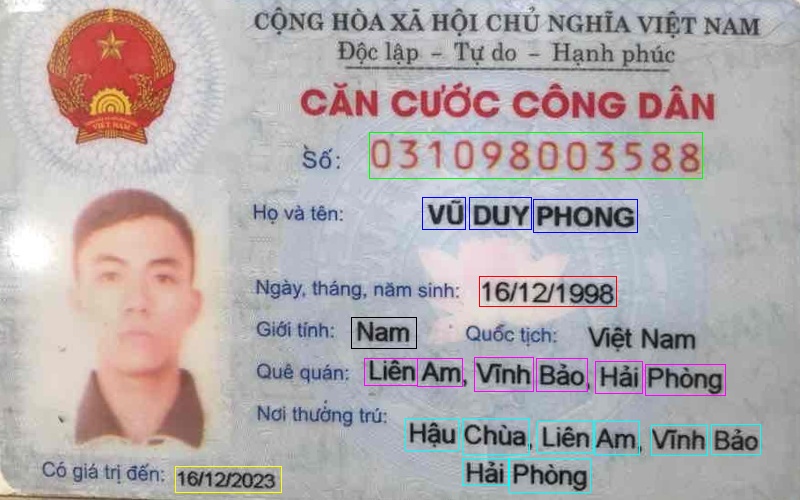 CỘNG HÒA XÃ HỘI CHỦ NGHĨA VIỆT NAM
Độc lập – Tự do – Hạnh phúc
CĂN CƯỚC CÔNG DÂN
Số: 031098003588
Họ và tên: VŨ DUY PHONG
Ngày, tháng, năm sinh: 16/12/1998
Giới tính: Nam Quốc tịch: Việt Nam
Quê quán: Liên Am, Vĩnh Bảo, Hải Phòng
Nơi thường trú: Hậu Chùa, Liên Am, Vĩnh Bảo
Hải Phòng
Có giá trị đến: 16/12/2023